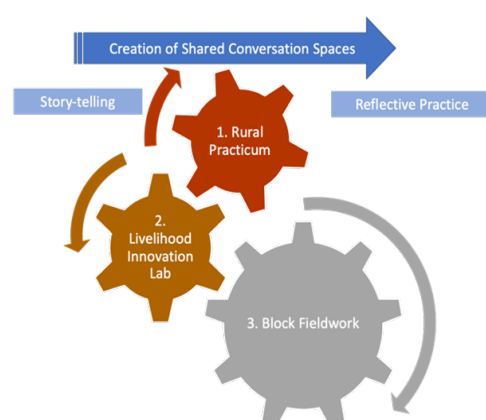 Creation of Shared Conversation Spaces
Story-telling
Reflective Practice
1. Rural
Practicum
2.
Livelihood
Innovation
Lab
3. Block Fieldwork